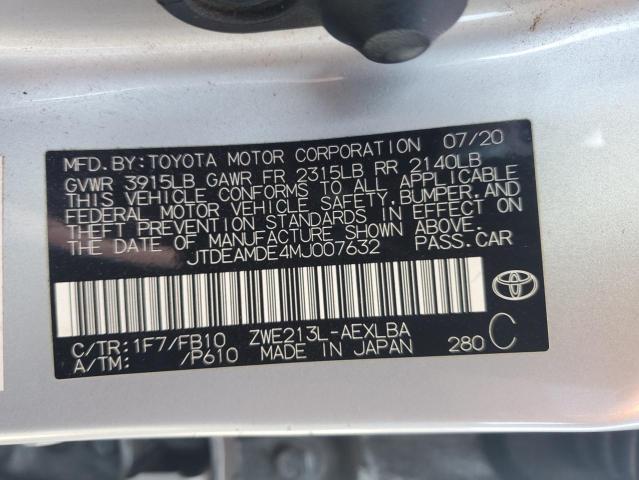 MFD.BY:TOYOTA MOTOR CORPORATION 07/20
GVWR 3915LB GAWR FR 2315LB RR 2140LB
THIS VEHICLE CONFORMS TO ALL APPLICABLE
FEDERAL MOTOR VEHICLE SAFETY,BUMPER,AND
THEFT PREVENTION STANDARDS IN EFFECT ON
THE DATE OF MANUFACTURE SHOWN ABOVE.
JTDEAMDE4MJ007632 PASS.CAR
C/TR:1F7/FB10 ZWE213L-AEXLBA
A/TM: /P610 MADE IN JAPAN 280 C